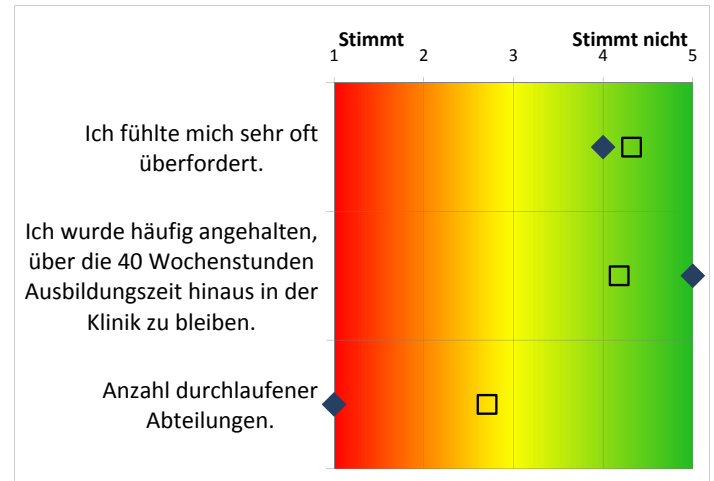 Stimmt Stimmt nicht
1 2 3 4 5
Ich fühlte mich sehr oft
überfordert.
Ich wurde häufig angehalten,
über die 40 Wochenstunden
Ausbildungszeit hinaus in der
Klinik zu bleiben.
Anzahl durchlaufener
Abteilungen.